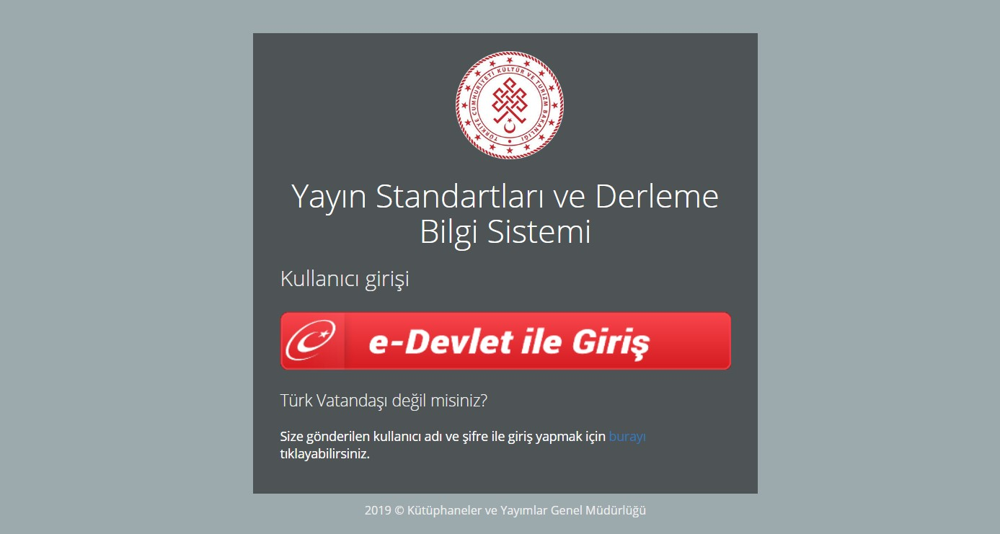 TÜRKİYE CUMHURİYETİ KÜLTÜR VE TURİZM BAKANLIĞI
Yayın Standartları ve Derleme
Bilgi Sistemi
Kullanıcı girişi
e-Devlet ile Giriş
Türk Vatandaşı değil misiniz?
Size gönderilen kullanıcı adı ve şifre ile giriş yapmak için burayı
tıklayabilirsiniz.
2019 © Kütüphaneler ve Yayımlar Genel Müdürlüğü